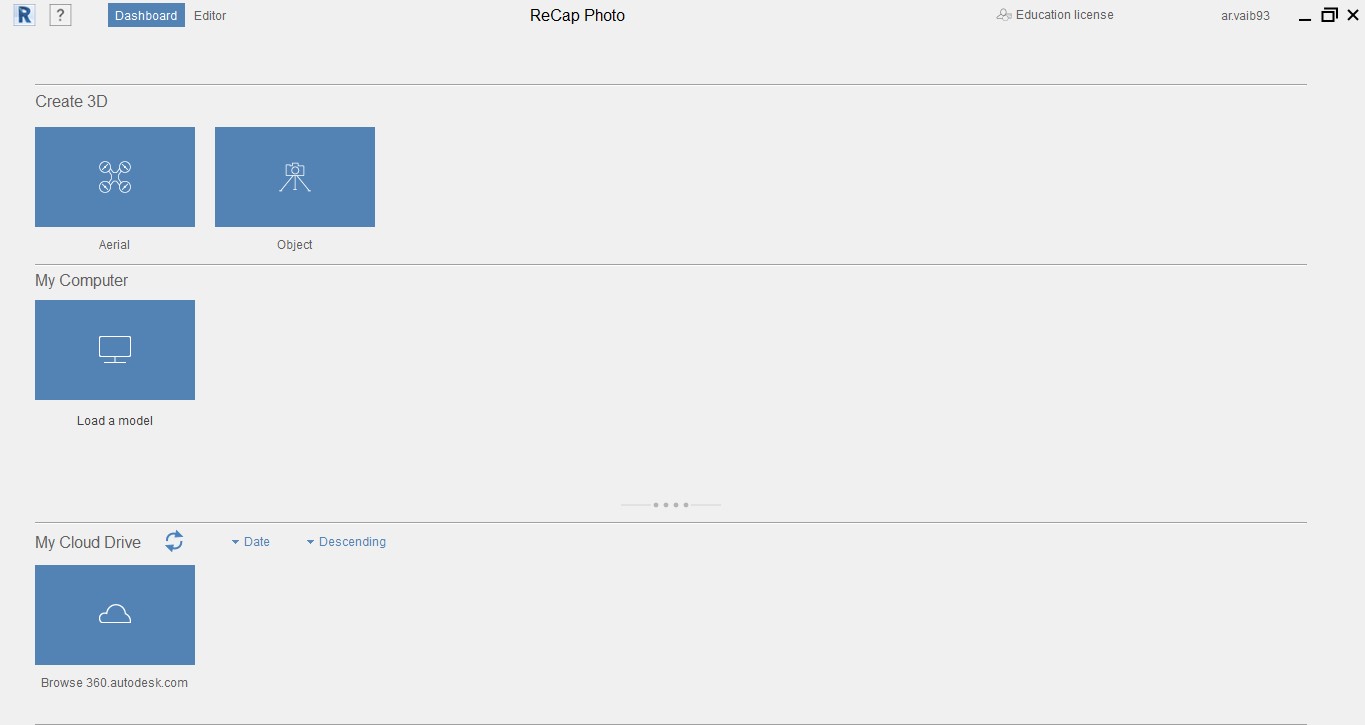 R ? Dashboard Editor ReCap Photo Education license ar.vaib93
Create 3D
Aerial Object
My Computer
Load a model
My Cloud Drive Date Descending
Browse 360.autodesk.com